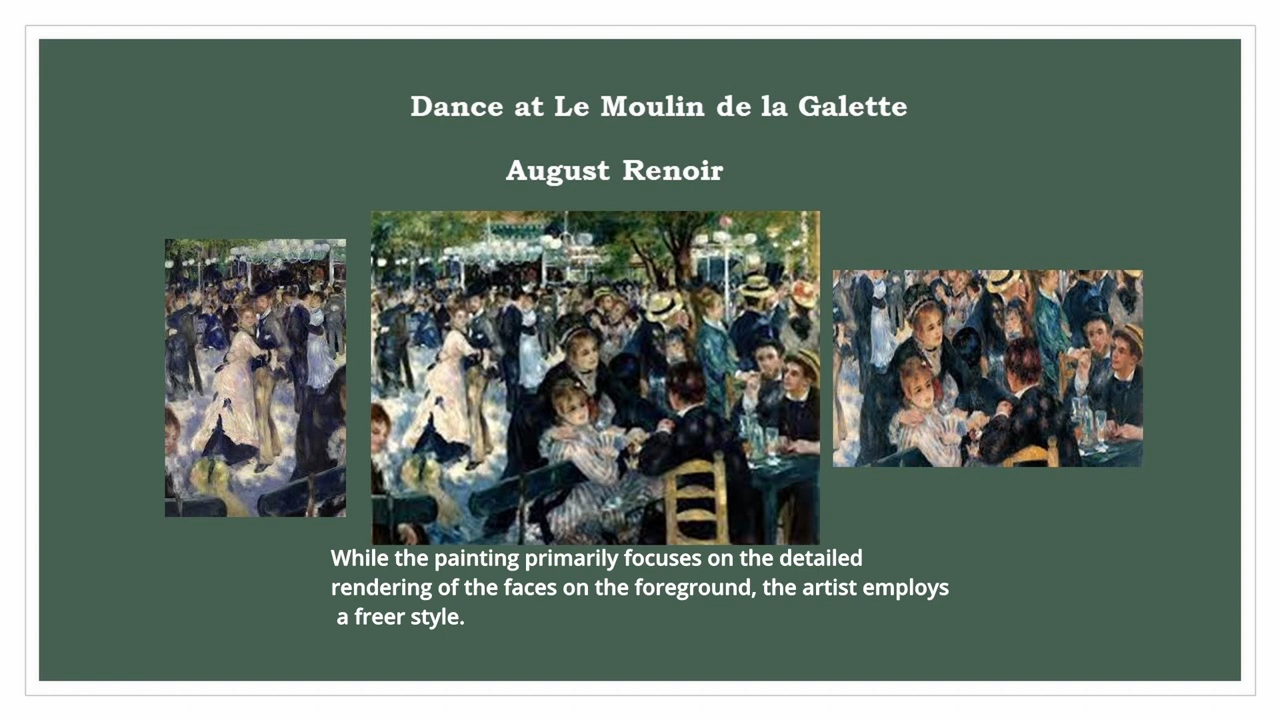 Dance at Le Moulin de la Galette
August Renoir
While the painting primarily focuses on the detailed
rendering of the faces on the foreground, the artist employs
a freer style.